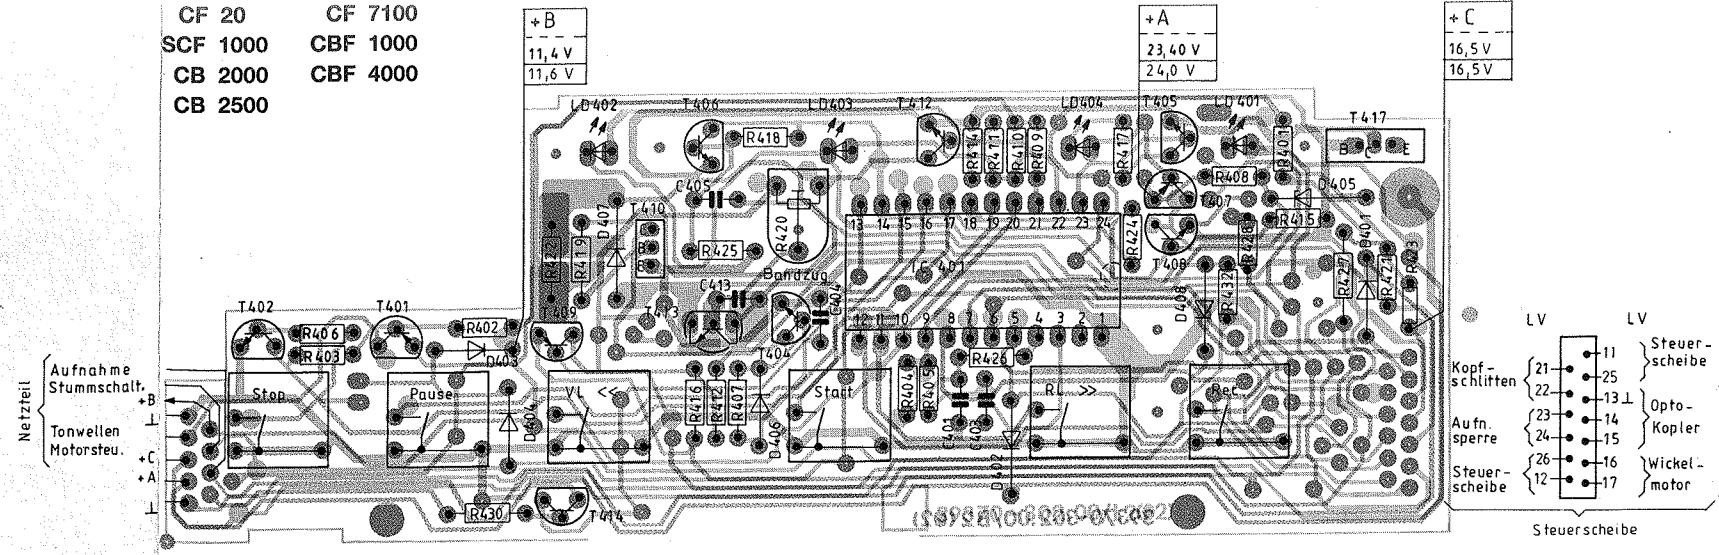 CF 20 CF 7100
SCF 1000 CBF 1000
CB 2000 CBF 4000
CB 2500
+B
11,4 V
11,6 V
+A
23,40 V
24,0 V
+C
16,5 V
16,5 V
LD402 T406 LD403 T412 LD404 T405 LD401 T417
R418 R414 R411 R410 R409 R417 R401 B C E
C405 R408 D405
D407 T410 R420 T407 R415
13 14 15 16 17 18 19 20 21 22 23 24
R422 R419 C B E R425 R424 R428 R427 D401 R421 R423
Bandzug IC 401 T408
C413 C404 D408 R432
T402 T401 R402 T409 T413
12 11 10 9 8 7 6 5 4 3 2 1
R406 R403 D403 T404 R426
R416 R412 R407 R404 R405
Stop Pause VL << Start RL >> Rec
D404 D406 C401 C403 D402
R430 T414
Netzteil
Aufnahme
Stummschalt.
+B
⊥
Tonwellen
Motorsteu.
+C
+A
⊥
LV LV
11 Steuer-
scheibe
Kopf-
schlitten 21 25
22 13 ⊥ Opto-
Koppler
Aufn.
sperre 23 14
24 15
26 16 Wickel-
motor
Steuer-
scheibe 12 17
Steuerscheibe